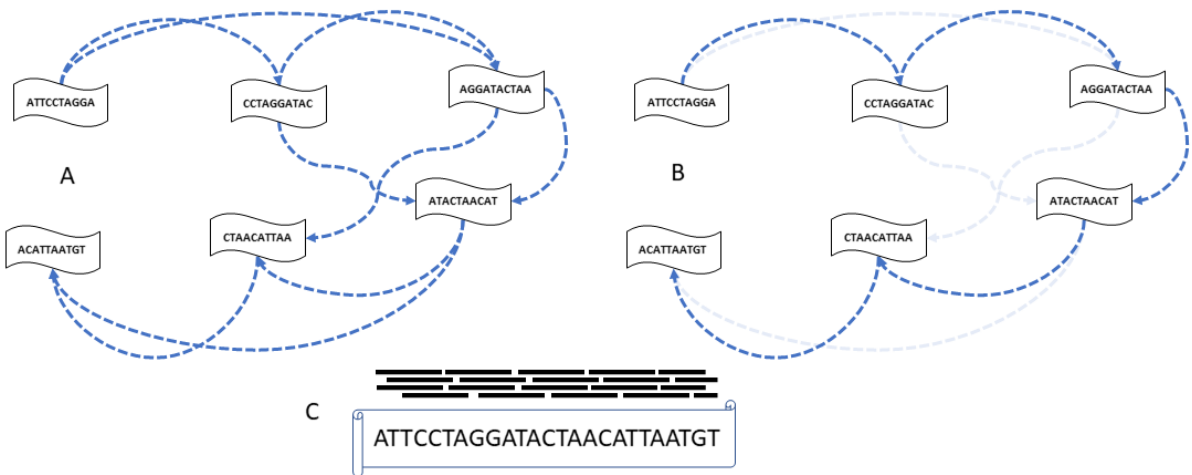 ATTCCTAGGA
CCTAGGATAC
AGGATACTAA
A
ATACTAACAT
CTAACATTAA
ACATTAATGT
ATTCCTAGGA
CCTAGGATAC
AGGATACTAA
B
ATACTAACAT
CTAACATTAA
ACATTAATGT
C
ATTCCTAGGATACTAACATTAATGT